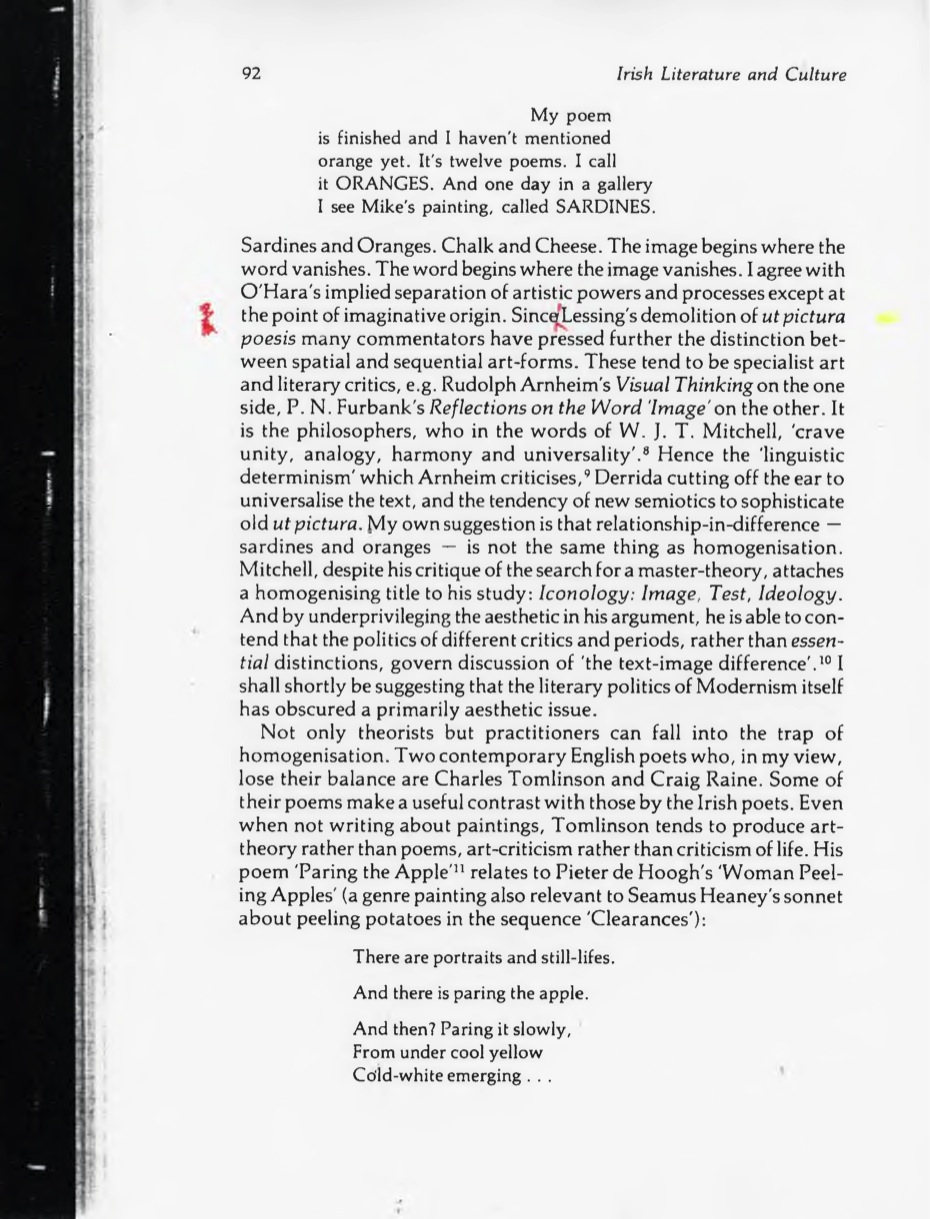 92 Irish Literature and Culture
My poem
is finished and I haven't mentioned
orange yet. It's twelve poems. I call
it ORANGES. And one day in a gallery
I see Mike's painting, called SARDINES.
Sardines and Oranges. Chalk and Cheese. The image begins where the
word vanishes. The word begins where the image vanishes. I agree with
O'Hara's implied separation of artistic powers and processes except at
the point of imaginative origin. Since Lessing's demolition of ut pictura
poesis many commentators have pressed further the distinction bet-
ween spatial and sequential art-forms. These tend to be specialist art
and literary critics, e.g. Rudolph Arnheim's Visual Thinking on the one
side, P. N. Furbank's Reflections on the Word 'Image' on the other. It
is the philosophers, who in the words of W. J. T. Mitchell, 'crave
unity, analogy, harmony and universality'.⁸ Hence the 'linguistic
determinism' which Arnheim criticises,⁹ Derrida cutting off the ear to
universalise the text, and the tendency of new semiotics to sophisticate
old ut pictura. My own suggestion is that relationship-in-difference —
sardines and oranges — is not the same thing as homogenisation.
Mitchell, despite his critique of the search for a master-theory, attaches
a homogenising title to his study: Iconology: Image, Test, Ideology.
And by underprivileging the aesthetic in his argument, he is able to con-
tend that the politics of different critics and periods, rather than essen-
tial distinctions, govern discussion of 'the text-image difference'.¹⁰ I
shall shortly be suggesting that the literary politics of Modernism itself
has obscured a primarily aesthetic issue.
Not only theorists but practitioners can fall into the trap of
homogenisation. Two contemporary English poets who, in my view,
lose their balance are Charles Tomlinson and Craig Raine. Some of
their poems make a useful contrast with those by the Irish poets. Even
when not writing about paintings, Tomlinson tends to produce art-
theory rather than poems, art-criticism rather than criticism of life. His
poem 'Paring the Apple'¹¹ relates to Pieter de Hoogh's 'Woman Peel-
ing Apples' (a genre painting also relevant to Seamus Heaney's sonnet
about peeling potatoes in the sequence 'Clearances'):
There are portraits and still-lifes.
And there is paring the apple.
And then? Paring it slowly,
From under cool yellow
Cold-white emerging . . .